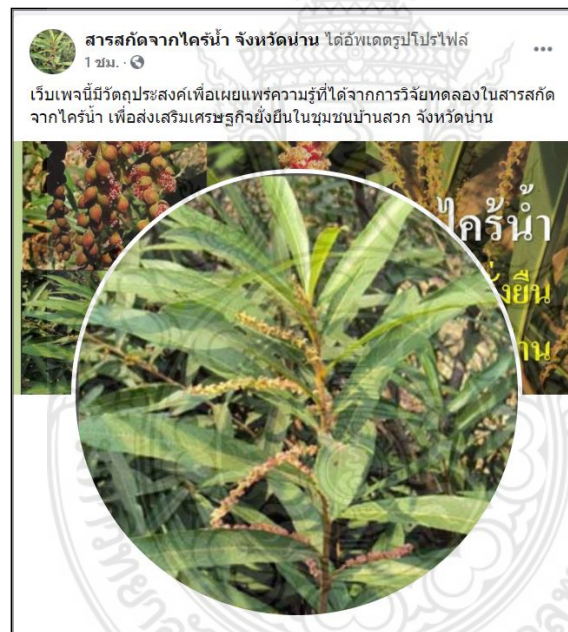 สารสกัดจากไคร้น้ำ จังหวัดน่าน ได้อัพเดตรูปโปรไฟล์
1 ชม. ·
เว็บเพจนี้มีวัตถุประสงค์เพื่อเผยแพร่ความรู้ที่ได้จากการวิจัยทดลองในสารสกัด
จากไคร้น้ำ เพื่อส่งเสริมเศรษฐกิจยั่งยืนในชุมชนบ้านสวก จังหวัดน่าน
ไคร้น้ำ